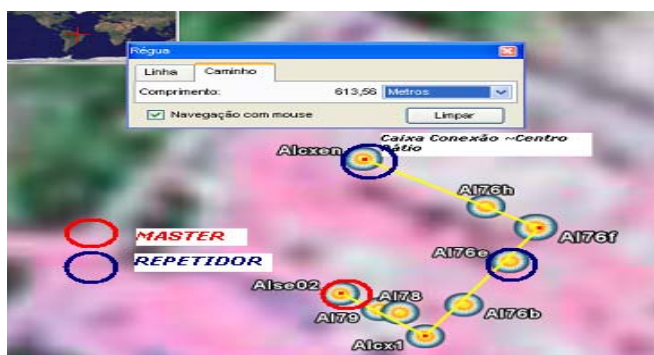 Régua
Linha Caminho
Comprimento: 613,56 Metros
Navegação com mouse Limpar
Caixa Conexão ~Centro
Pátio
Alcxen
Al76h
Al76f
MASTER
REPETIDOR
Al76e
Alse02
Al78
Al79
Al76b
Alcx1